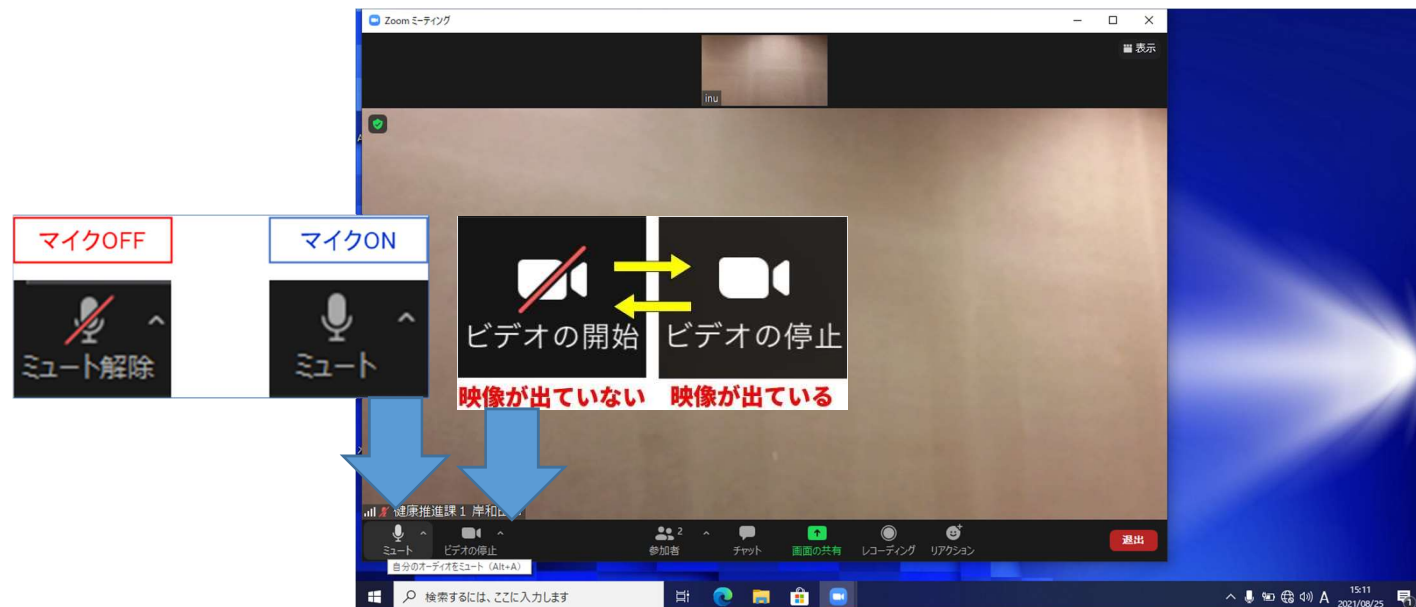 Zoom ミーティング
表示
inu
マイクOFF
マイクON
ミュート解除
ミュート
ビデオの開始
ビデオの停止
映像が出ていない
映像が出ている
健康推進課 1 岸和
ミュート
ビデオの停止
参加者
2
チャット
画面の共有
レコーディング
リアクション
退出
自分のオーディオをミュート (Alt+A)
検索するには、ここに入力します
A
15:11
2021/08/25